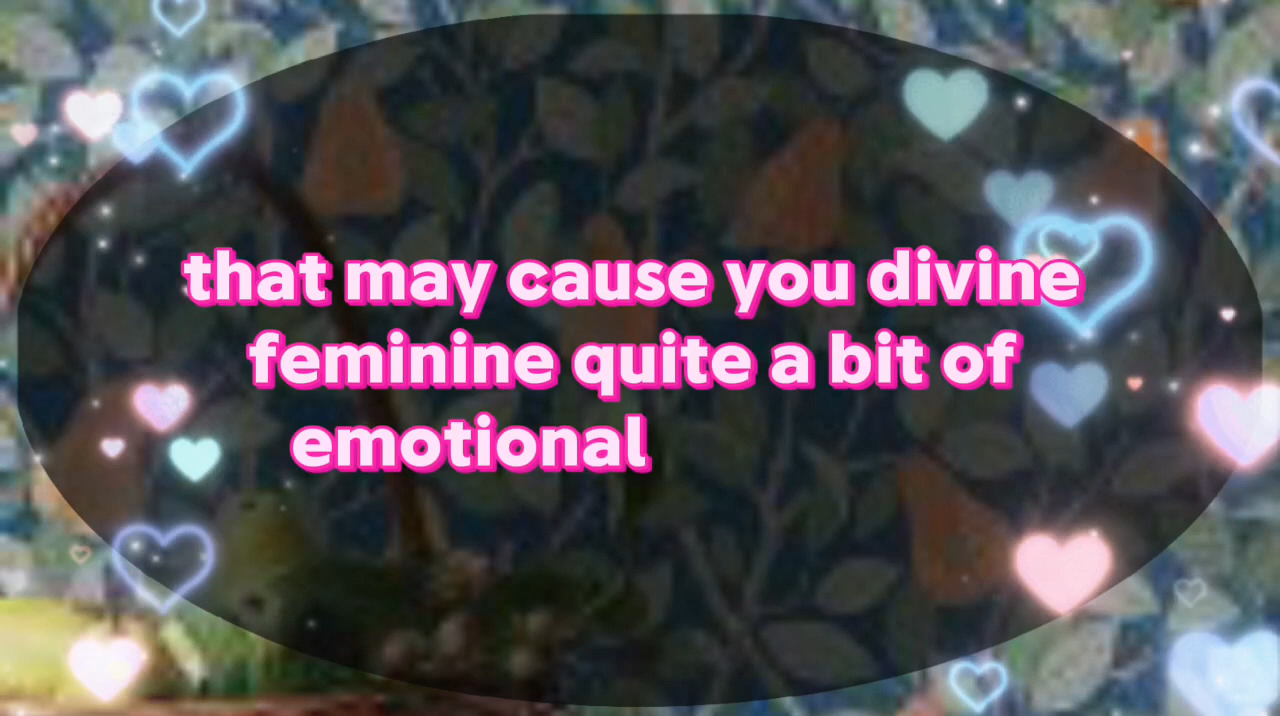 that may cause you divine
feminine quite a bit of
emotional